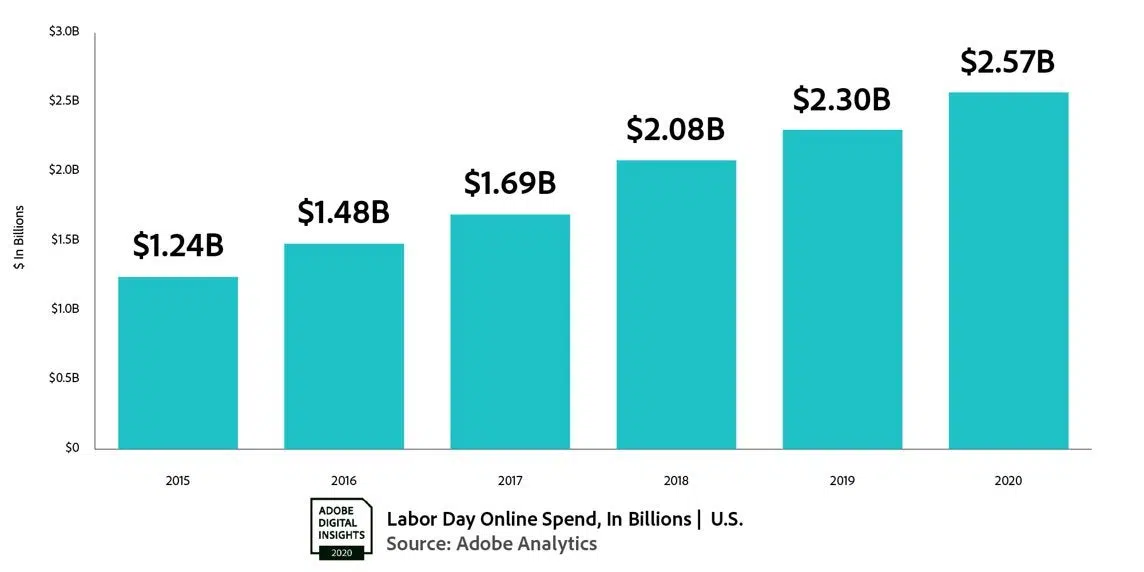 $3.0B
$2.5B
$2.0B
$1.5B
$1.0B
$0.5B
$0
$ In Billions
$1.24B
$1.48B
$1.69B
$2.08B
$2.30B
$2.57B
2015
2016
2017
2018
2019
2020
ADOBE
DIGITAL
INSIGHTS
2020
Labor Day Online Spend, In Billions | U.S.
Source: Adobe Analytics